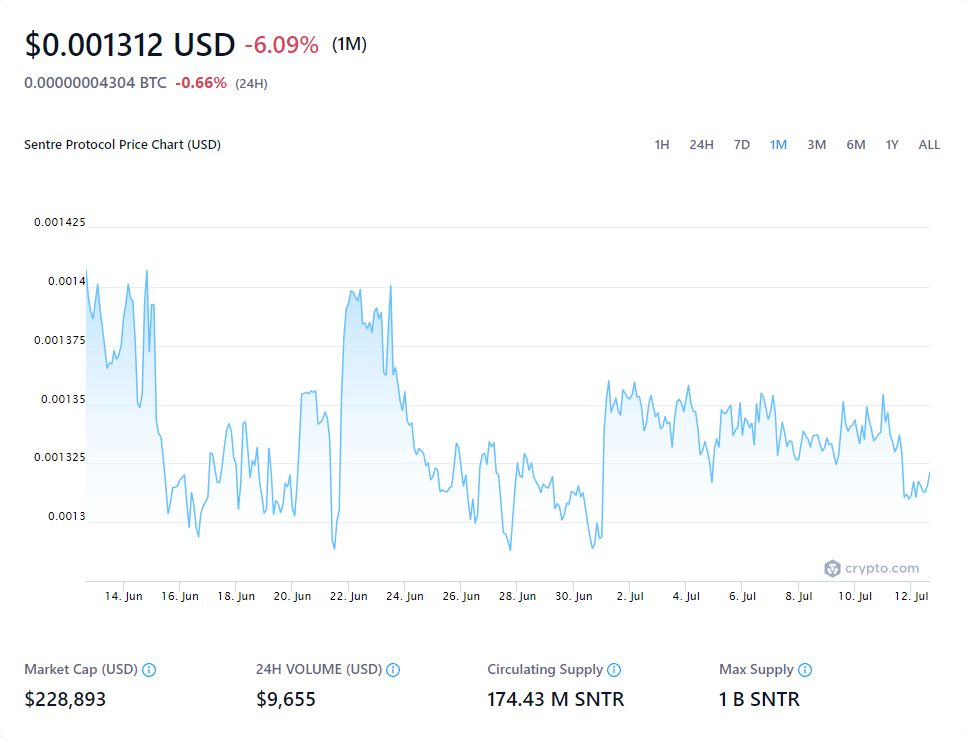 $0.001312 USD -6.09% (1M)
0.00000004304 BTC -0.66% (24H)
Sentre Protocol Price Chart (USD) 1H 24H 7D 1M 3M 6M 1Y ALL
0.001425
0.0014
0.001375
0.00135
0.001325
0.0013
crypto.com
14. Jun 16. Jun 18. Jun 20. Jun 22. Jun 24. Jun 26. Jun 28. Jun 30. Jun 2. Jul 4. Jul 6. Jul 8. Jul 10. Jul 12. Jul
Market Cap (USD) 24H VOLUME (USD) Circulating Supply Max Supply
$228,893 $9,655 174.43 M SNTR 1 B SNTR